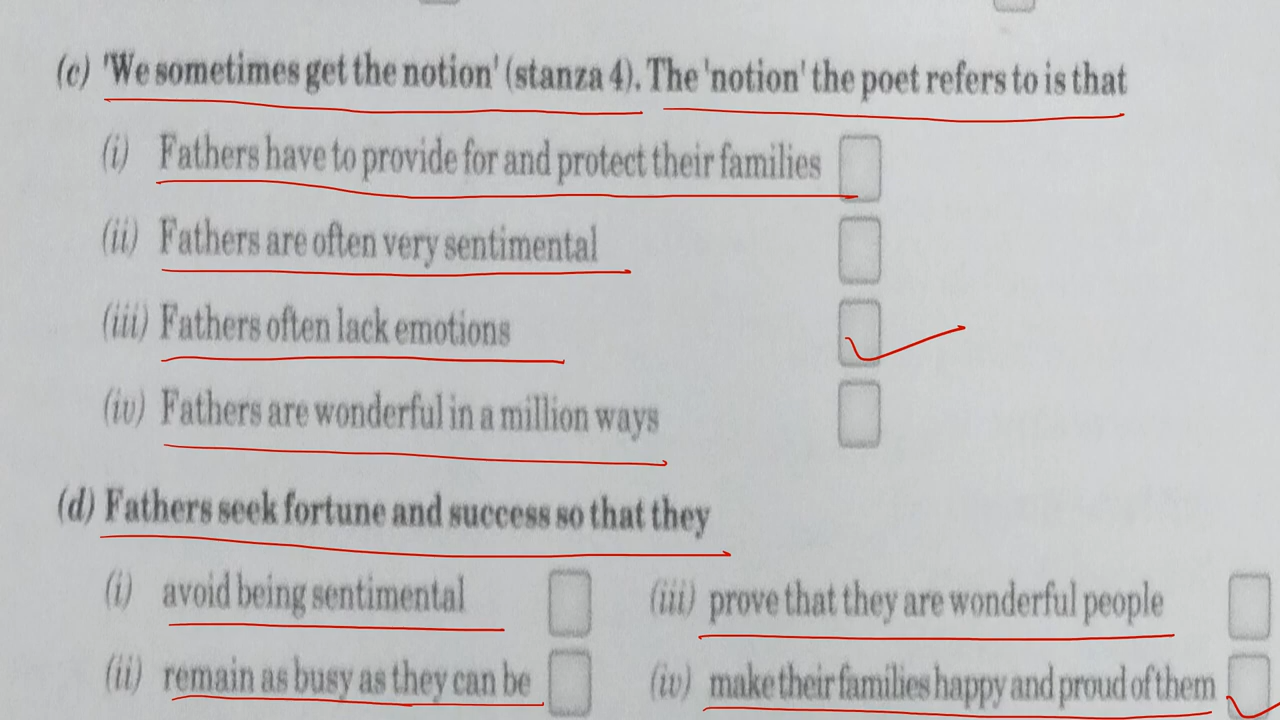 (c) 'We sometimes get the notion' (stanza 4). The 'notion' the poet refers to is that
(i) Fathers have to provide for and protect their families
(ii) Fathers are often very sentimental
(iii) Fathers often lack emotions
(iv) Fathers are wonderful in a million ways
(d) Fathers seek fortune and success so that they
(i) avoid being sentimental (iii) prove that they are wonderful people
(ii) remain as busy as they can be (iv) make their families happy and proud of them